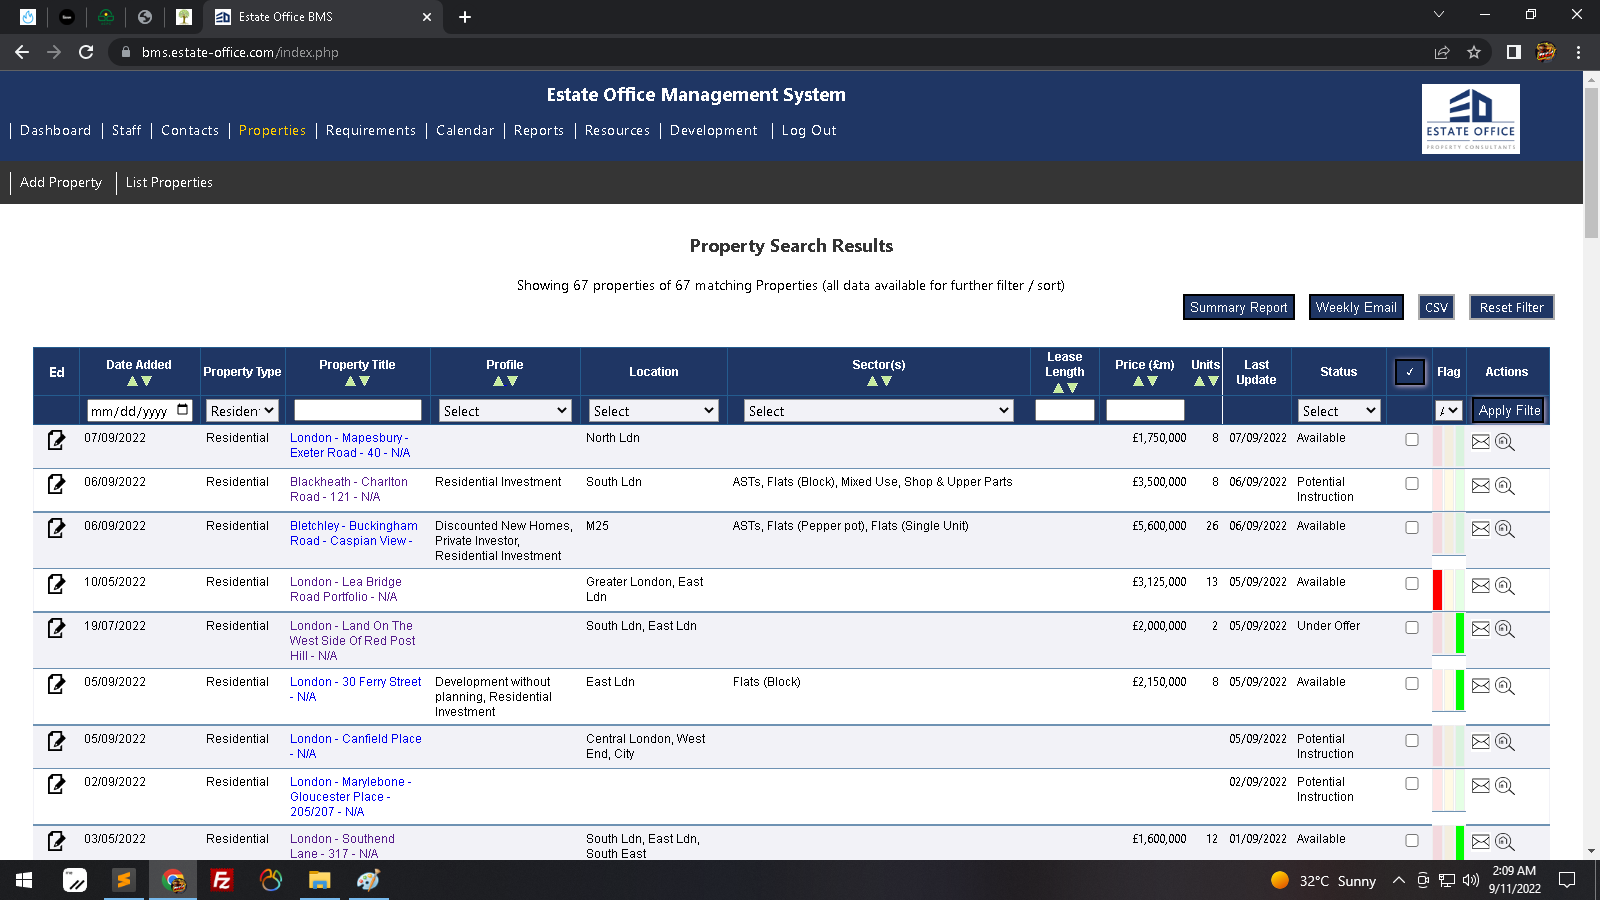 Estate Office BMS
bms.estate-office.com/index.php
Estate Office Management System
Dashboard Staff Contacts Properties Requirements Calendar Reports Resources Development Log Out
ESTATE OFFICE
PROPERTY CONSULTANTS
Add Property List Properties
Property Search Results
Showing 67 properties of 67 matching Properties (all data available for further filter / sort)
Summary Report Weekly Email CSV Reset Filter
Ed Date Added Property Type Property Title Profile Location Sector(s) Lease Length Price (£m) Units Last Update Status ✓ Flag Actions
mm/dd/yyyy Residen Select Select Select Select Apply Filte
07/09/2022 Residential London - Mapesbury - North Ldn £1,750,000 8 07/09/2022 Available
Exeter Road - 40 - N/A
06/09/2022 Residential Blackheath - Charlton Residential Investment South Ldn ASTs, Flats (Block), Mixed Use, Shop & Upper Parts £3,500,000 8 06/09/2022 Potential
Road - 121 - N/A Instruction
06/09/2022 Residential Bletchley - Buckingham Discounted New Homes, M25 ASTs, Flats (Pepper pot), Flats (Single Unit) £5,600,000 26 06/09/2022 Available
Road - Caspian View - Private Investor,
Residential Investment
10/05/2022 Residential London - Lea Bridge Greater London, East £3,125,000 13 05/09/2022 Available
Road Portfolio - N/A Ldn
19/07/2022 Residential London - Land On The South Ldn, East Ldn £2,000,000 2 05/09/2022 Under Offer
West Side Of Red Post
Hill - N/A
05/09/2022 Residential London - 30 Ferry Street Development without East Ldn Flats (Block) £2,150,000 8 05/09/2022 Available
- N/A planning, Residential
Investment
05/09/2022 Residential London - Canfield Place Central London, West 05/09/2022 Potential
- N/A End, City Instruction
02/09/2022 Residential London - Marylebone - 02/09/2022 Potential
Gloucester Place - Instruction
205/207 - N/A
03/05/2022 Residential London - Southend South Ldn, East Ldn, £1,600,000 12 01/09/2022 Available
Lane - 317 - N/A South East
32°C Sunny
2:09 AM
9/11/2022